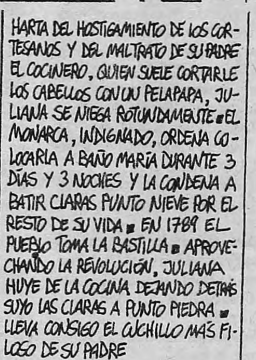 HARTA DEL HOSTIGAMIENTO DE LOS COR-
TESANOS Y DEL MALTRATO DE SU PADRE
EL COCINERO, QUIEN SUELE CORTARLE
LOS CABELLOS CON UN PELAPAPA, JU-
LIANA SE NIEGA ROTUNDAMENTE ▪ EL
MONARCA, INDIGNADO, ORDENA CO-
LOCARLA A BAÑO MARÍA DURANTE 3
DÍAS Y 3 NOCHES Y LA CONDENA A
BATIR CLARAS PUNTO NIEVE POR EL
RESTO DE SU VIDA ▪ EN 1789 EL
PUEBLO TOMA LA BASTILLA ▪ APROVE-
CHANDO LA REVOLUCIÓN, JULIANA
HUYE DE LA COCINA DEJANDO DETRÁS
SUYO LAS CLARAS A PUNTO PIEDRA ▪
LLEVA CONSIGO EL CUCHILLO MÁS FI-
LOSO DE SU PADRE